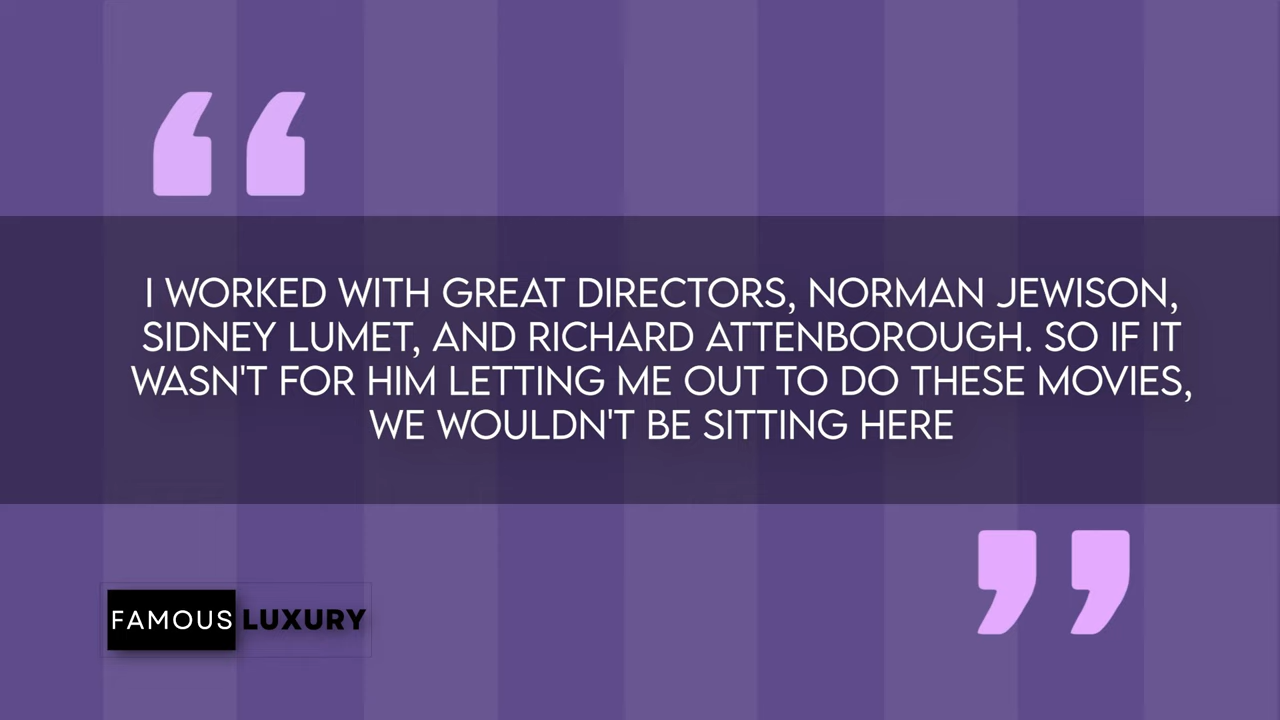 I WORKED WITH GREAT DIRECTORS, NORMAN JEWISON,
SIDNEY LUMET, AND RICHARD ATTENBOROUGH. SO IF IT
WASN'T FOR HIM LETTING ME OUT TO DO THESE MOVIES,
WE WOULDN'T BE SITTING HERE
FAMOUS LUXURY